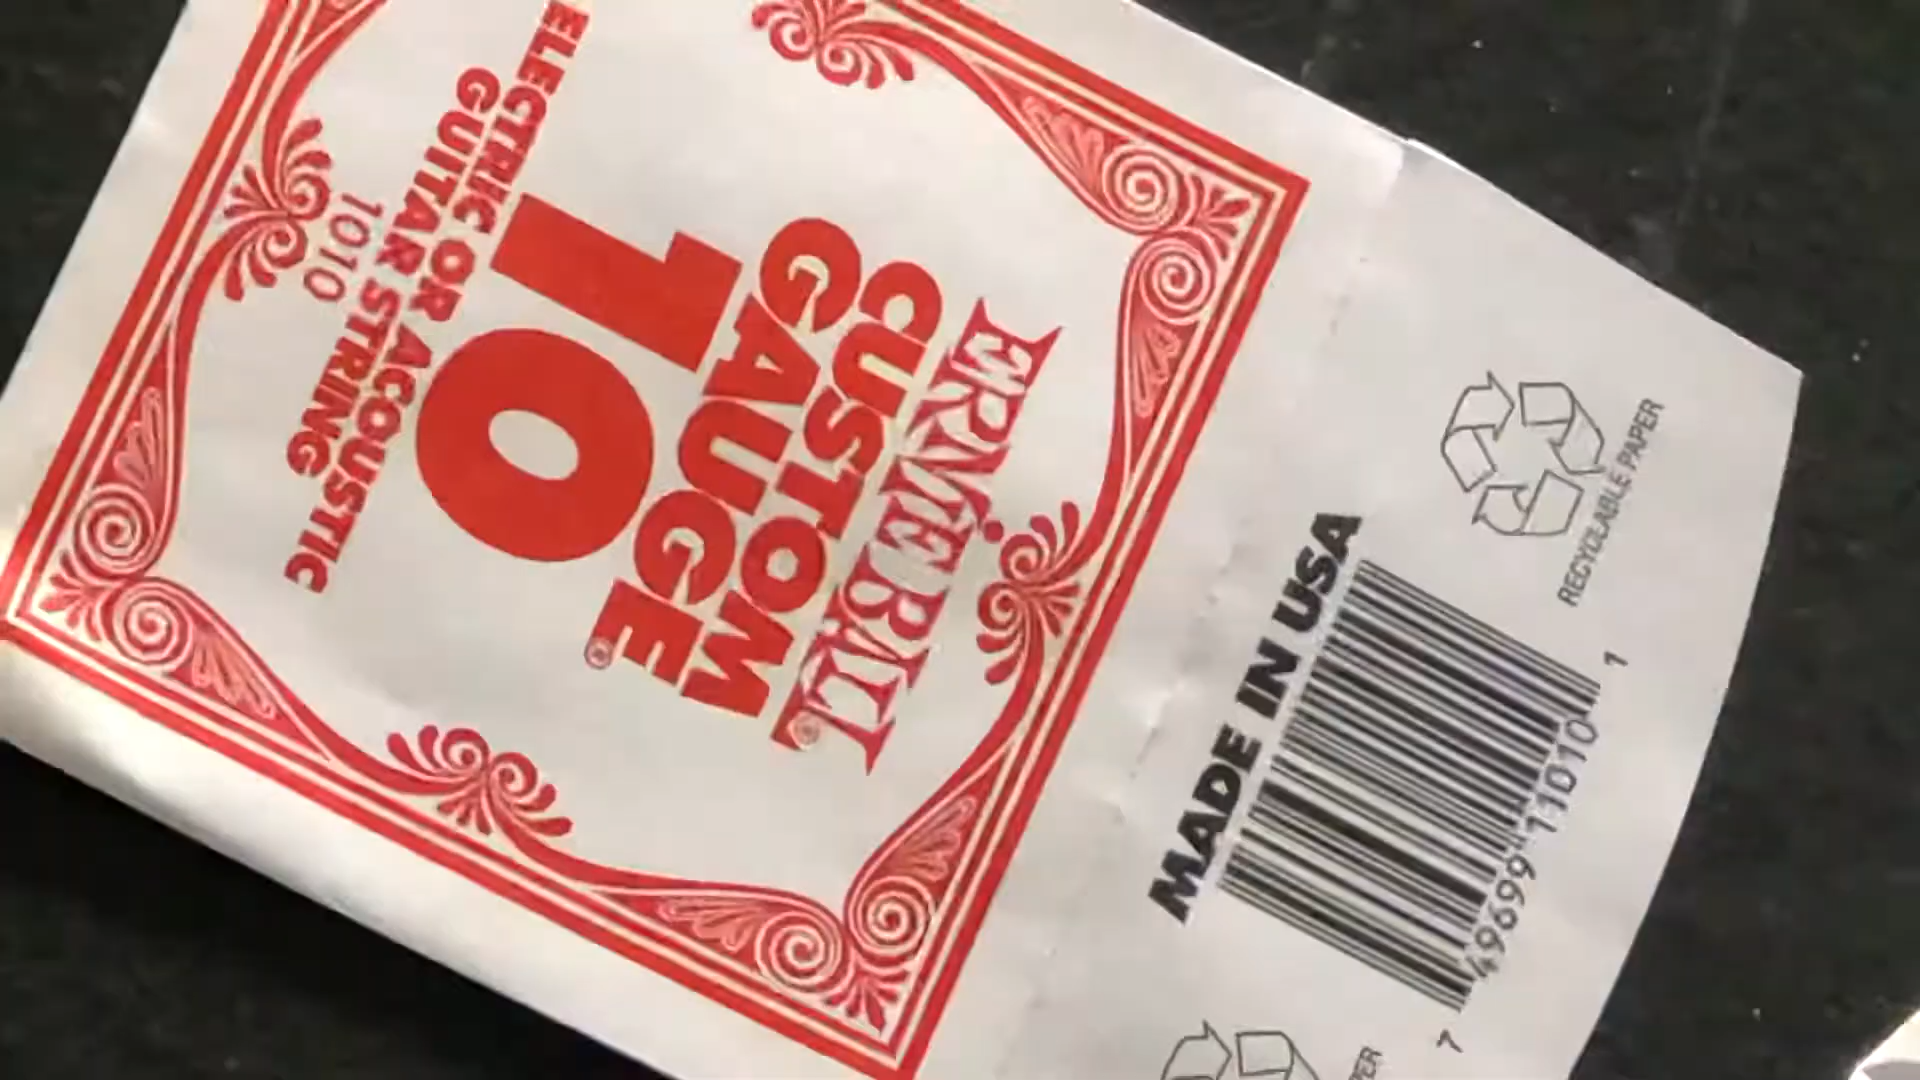 ERNIE BALL®
CUSTOM
GAUGE®
10
ELECTRIC OR ACOUSTIC
GUITAR STRING
1010
MADE IN USA
7 49699 11010 1
RECYCLABLE PAPER
PER